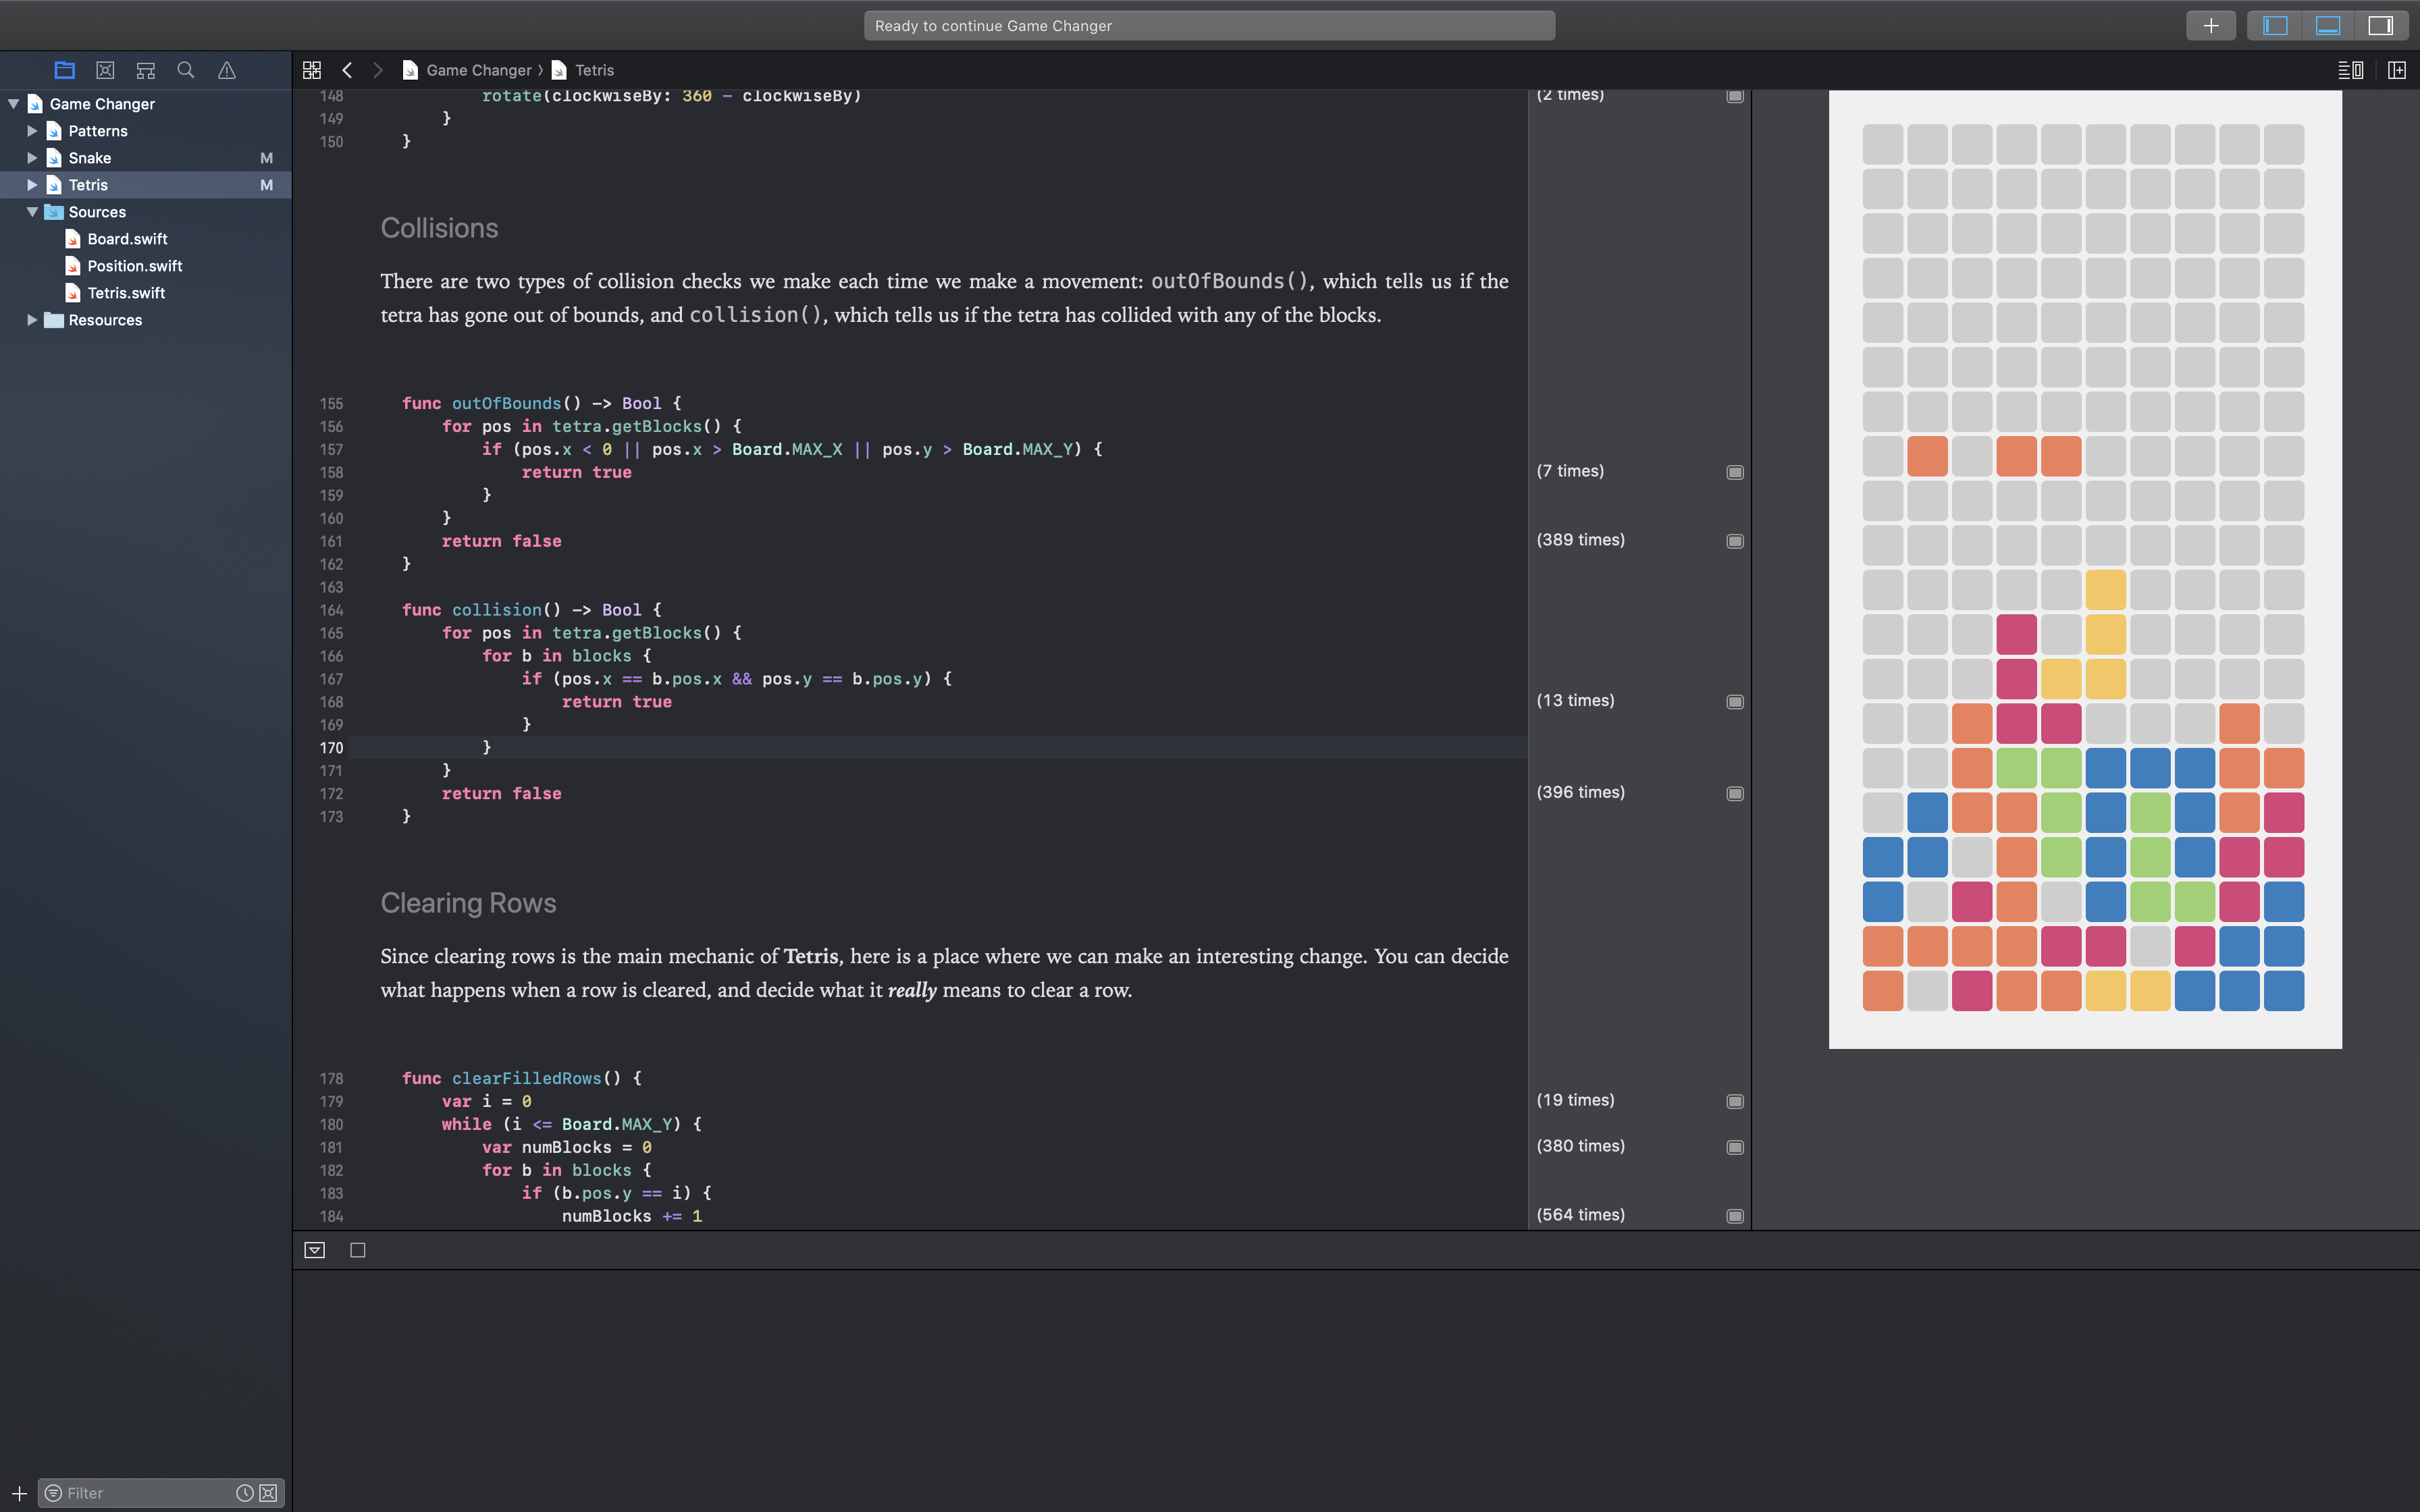 Ready to continue Game Changer
Game Changer
Patterns
Snake M
Tetris M
Sources
Board.swift
Position.swift
Tetris.swift
Resources
Filter
Game Changer 〉 Tetris
148 rotate(clockwiseBy: 360 - clockwiseBy)
(2 times)
149 }
150 }
Collisions
There are two types of collision checks we make each time we make a movement: outOfBounds(), which tells us if the
tetra has gone out of bounds, and collision(), which tells us if the tetra has collided with any of the blocks.
155 func outOfBounds() -> Bool {
156 for pos in tetra.getBlocks() {
157 if (pos.x < 0 || pos.x > Board.MAX_X || pos.y > Board.MAX_Y) {
158 return true
(7 times)
159 }
160 }
161 return false
(389 times)
162 }
163
164 func collision() -> Bool {
165 for pos in tetra.getBlocks() {
166 for b in blocks {
167 if (pos.x == b.pos.x && pos.y == b.pos.y) {
168 return true
(13 times)
169 }
170 }
171 }
172 return false
(396 times)
173 }
Clearing Rows
Since clearing rows is the main mechanic of Tetris, here is a place where we can make an interesting change. You can decide
what happens when a row is cleared, and decide what it really means to clear a row.
178 func clearFilledRows() {
179 var i = 0
(19 times)
180 while (i <= Board.MAX_Y) {
181 var numBlocks = 0
(380 times)
182 for b in blocks {
183 if (b.pos.y == i) {
184 numBlocks += 1
(564 times)